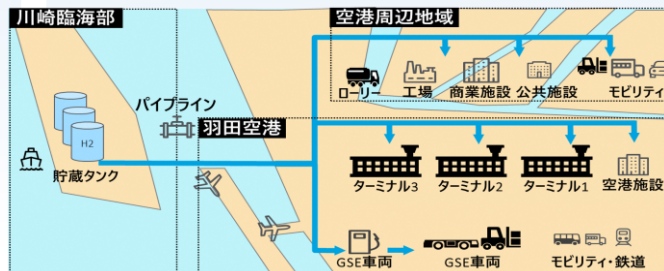 川崎臨海部
空港周辺地域
ローリー
工場
商業施設
公共施設
モビリティ
パイプライン
羽田空港
H2
貯蔵タンク
ターミナル3
ターミナル2
ターミナル1
空港施設
GSE車両
GSE車両
モビリティ・鉄道